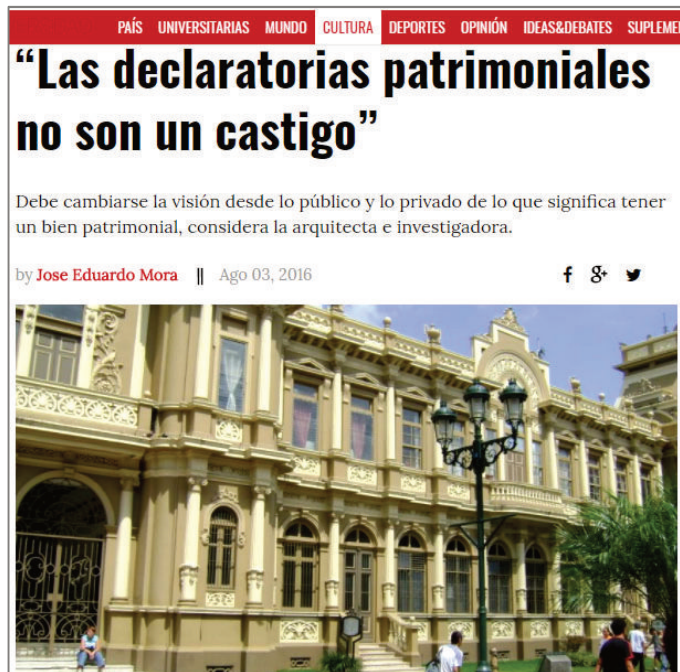 PAÍS UNIVERSITARIAS MUNDO CULTURA DEPORTES OPINIÓN IDEAS&DEBATES
“Las declaratorias patrimoniales
no son un castigo”
Debe cambiarse la visión desde lo público y lo privado de lo que significa tener
un bien patrimonial, considera la arquitecta e investigadora.
by Jose Eduardo Mora || Ago 03, 2016